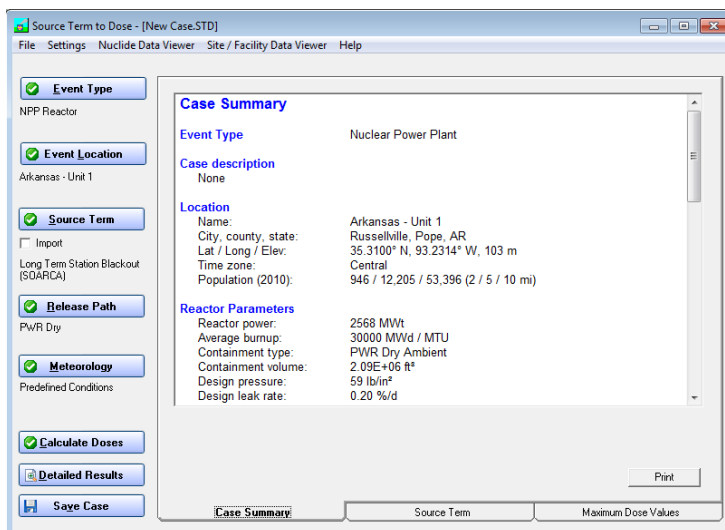 Source Term to Dose - [New Case.STD]
File Settings Nuclide Data Viewer Site / Facility Data Viewer Help
Event Type
NPP Reactor
Event Location
Arkansas - Unit 1
Source Term
Import
Long Term Station Blackout
(SOARCA)
Release Path
PWR Dry
Meteorology
Predefined Conditions
Calculate Doses
Detailed Results
Save Case
Case Summary
Event Type Nuclear Power Plant
Case description
None
Location
Name: Arkansas - Unit 1
City, county, state: Russellville, Pope, AR
Lat / Long / Elev: 35.3100° N, 93.2314° W, 103 m
Time zone: Central
Population (2010): 946 / 12,205 / 53,396 (2 / 5 / 10 mi)
Reactor Parameters
Reactor power: 2568 MWt
Average burnup: 30000 MWd / MTU
Containment type: PWR Dry Ambient
Containment volume: 2.09E+06 ft³
Design pressure: 59 lb/in²
Design leak rate: 0.20 %/d
Print
Case Summary Source Term Maximum Dose Values